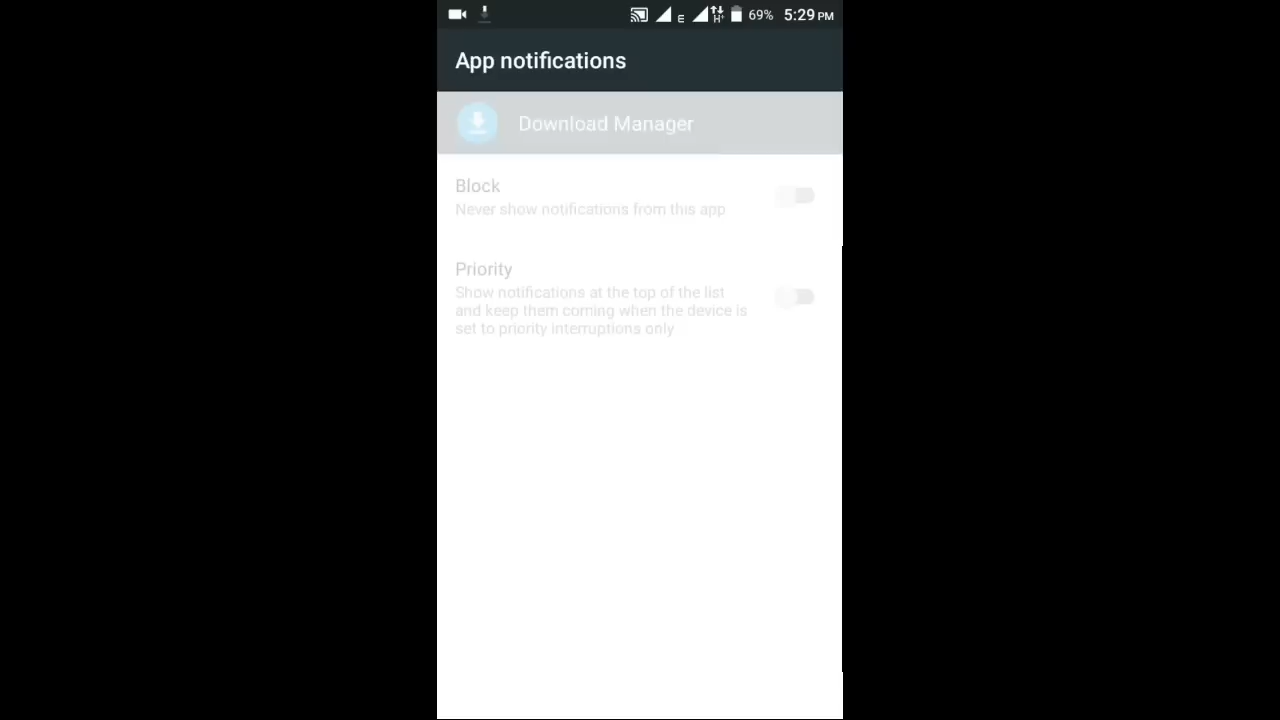 E H+ 69% 5:29 PM
App notifications
Download Manager
Block
Never show notifications from this app
Priority
Show notifications at the top of the list
and keep them coming when the device is
set to priority interruptions only